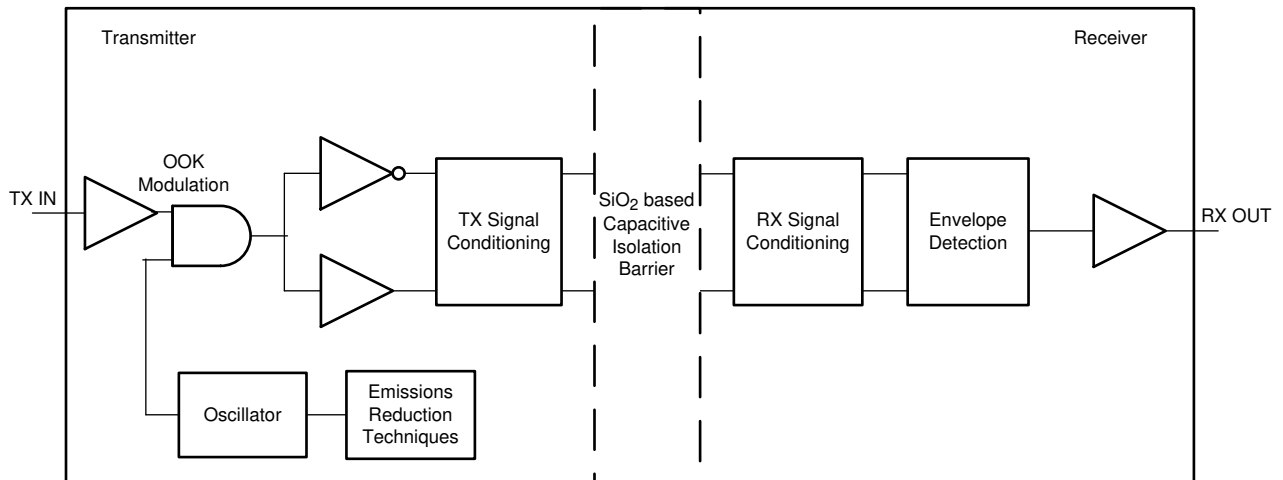 Transmitter
Receiver
OOK
Modulation
TX IN
TX Signal
Conditioning
SiO2 based
Capacitive
Isolation
Barrier
RX Signal
Conditioning
Envelope
Detection
RX OUT
Oscillator
Emissions
Reduction
Techniques